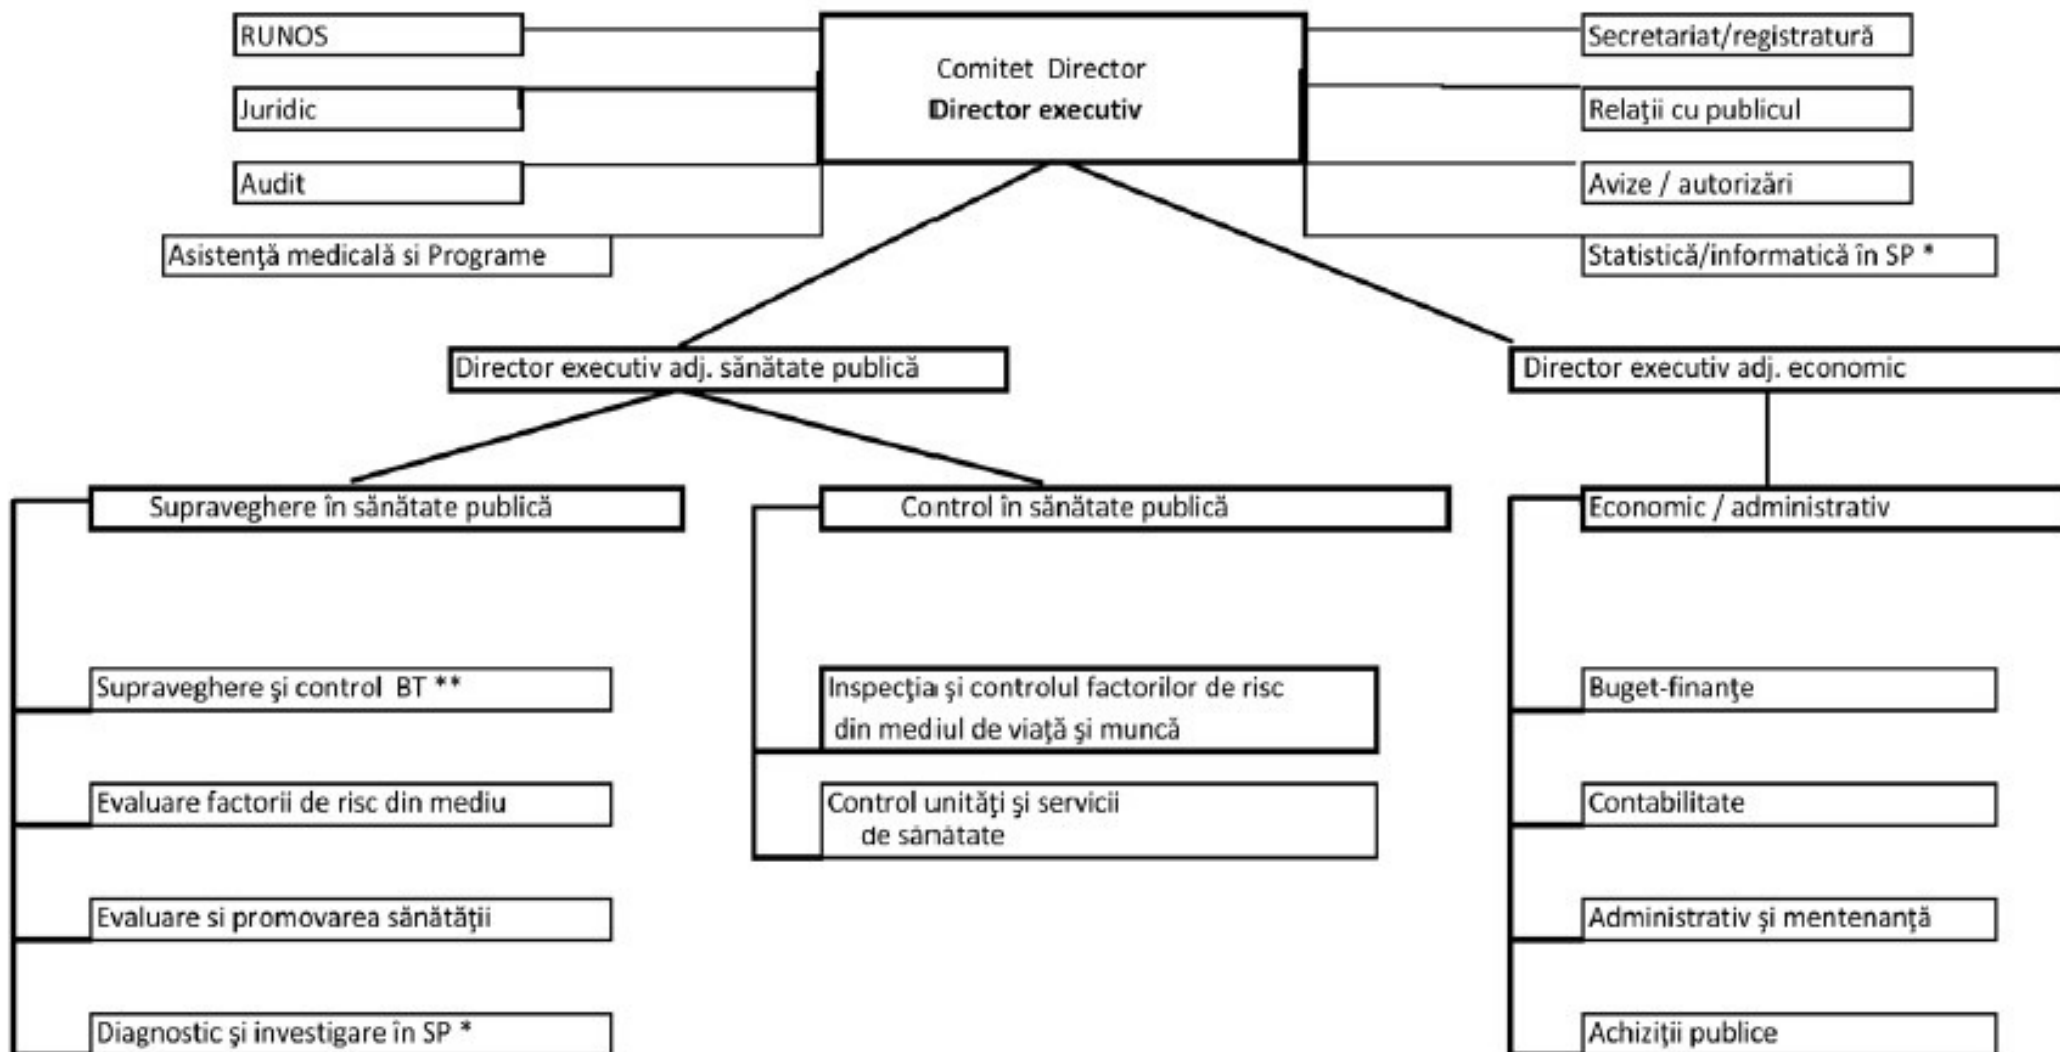 RUNOS
Comitet Director
Secretariat/registratură
Juridic
Director executiv
Relaţii cu publicul
Audit
Avize / autorizări
Asistenţă medicală si Programe
Statistică/informatică în SP *
Director executiv adj. sănătate publică
Director executiv adj. economic
Supraveghere în sănătate publică
Control în sănătate publică
Economic / administrativ
Supraveghere şi control BT **
Inspecţia şi controlul factorilor de risc
din mediul de viaţă şi muncă
Buget-finanţe
Evaluare factorii de risc din mediu
Control unităţi şi servicii
de sănătate
Contabilitate
Evaluare si promovarea sănătăţii
Administrativ şi mentenanţă
Diagnostic şi investigare în SP *
Achiziţii publice